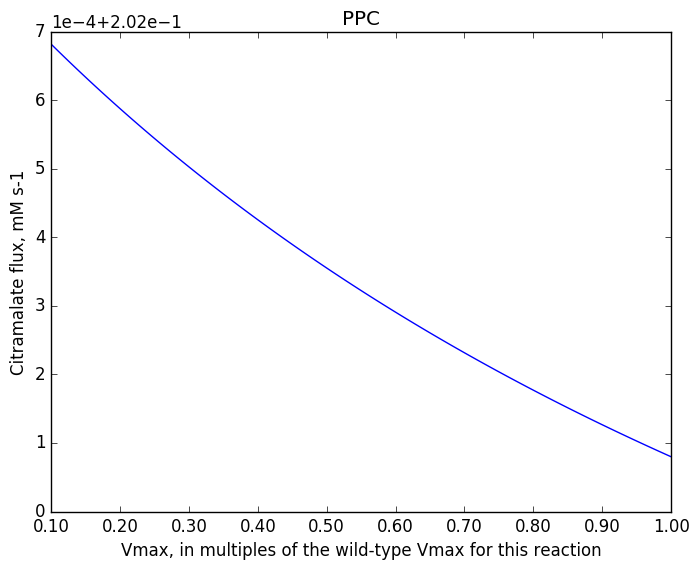 PPC
1e−4+2.02e−1
7
6
5
4
3
2
1
0
Citramalate flux, mM s-1
0.10 0.20 0.30 0.40 0.50 0.60 0.70 0.80 0.90 1.00
Vmax, in multiples of the wild-type Vmax for this reaction